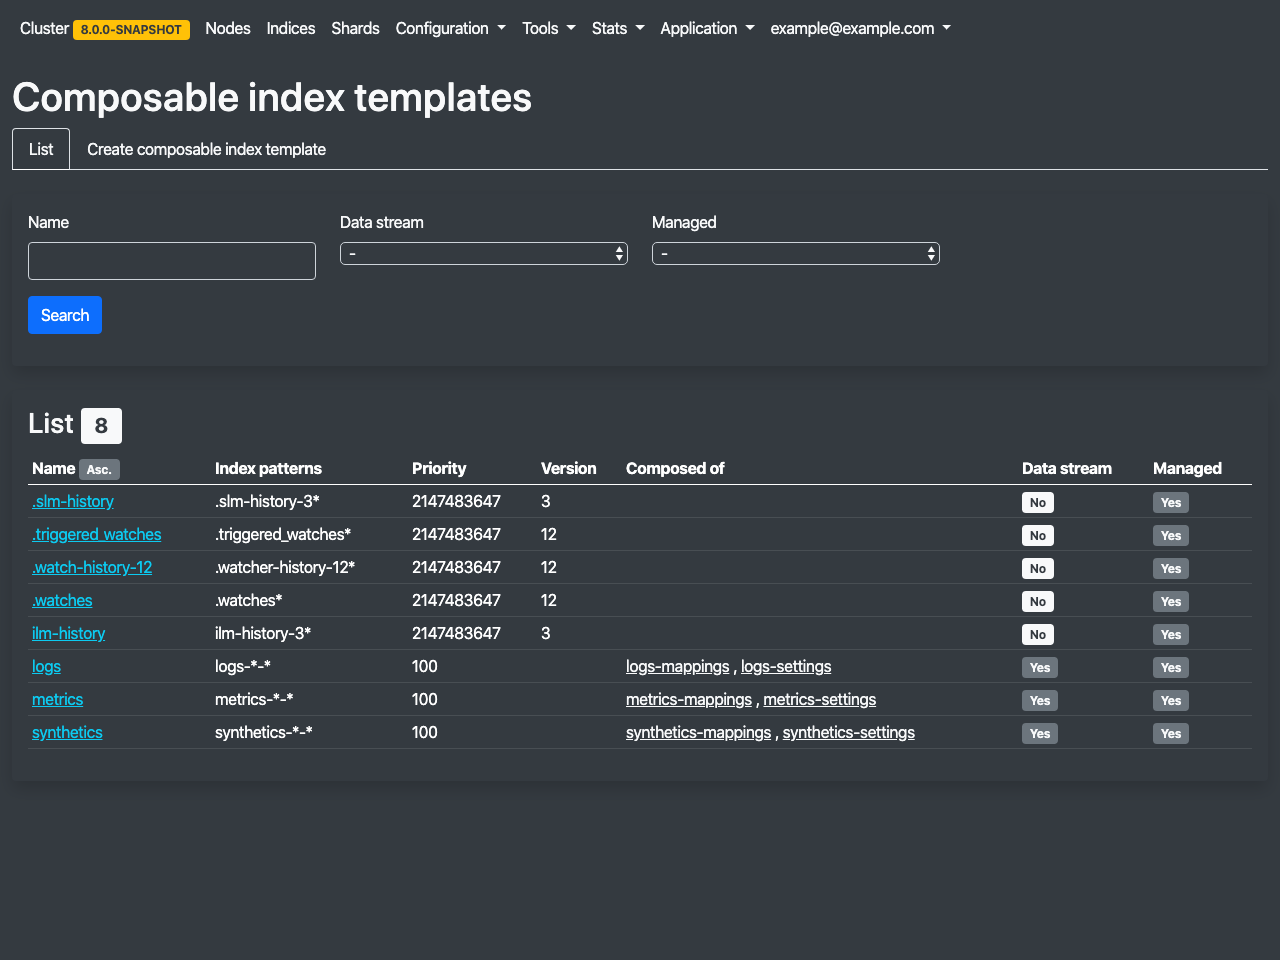 Cluster 8.0.0-SNAPSHOT Nodes Indices Shards Configuration Tools Stats Application example@example.com
Composable index templates
List Create composable index template
Name Data stream Managed
- -
Search
List 8
Name Asc. Index patterns Priority Version Composed of Data stream Managed
.slm-history .slm-history-3* 2147483647 3 No Yes
.triggered_watches .triggered_watches* 2147483647 12 No Yes
.watch-history-12 .watcher-history-12* 2147483647 12 No Yes
.watches .watches* 2147483647 12 No Yes
ilm-history ilm-history-3* 2147483647 3 No Yes
logs logs-*-* 100 logs-mappings , logs-settings Yes Yes
metrics metrics-*-* 100 metrics-mappings , metrics-settings Yes Yes
synthetics synthetics-*-* 100 synthetics-mappings , synthetics-settings Yes Yes